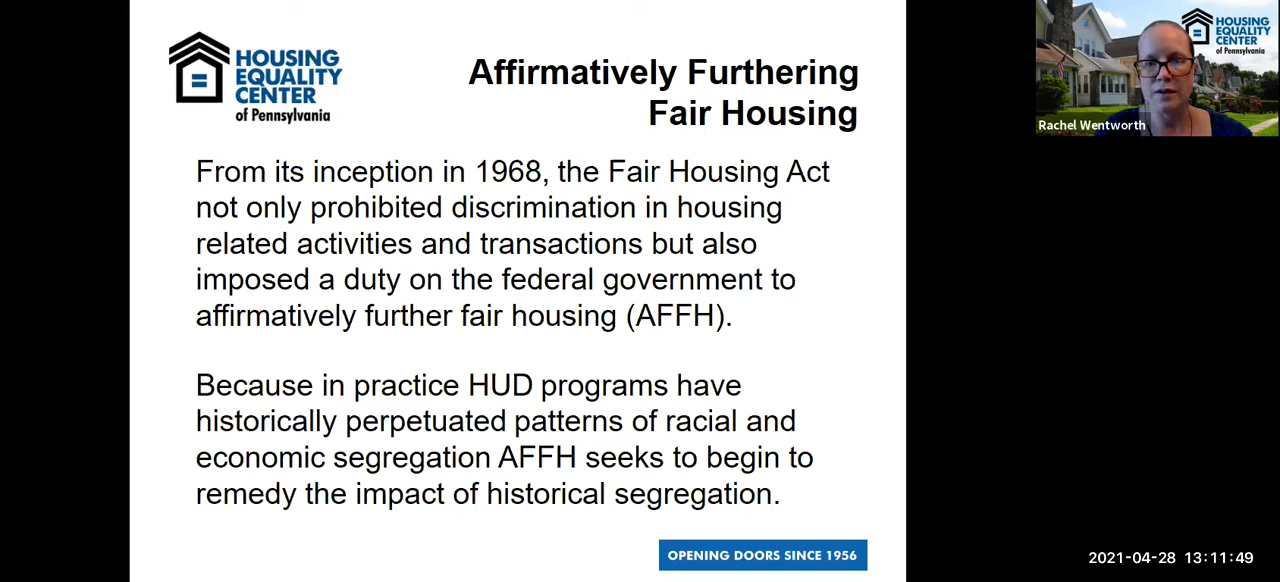 HOUSING
EQUALITY
CENTER
of Pennsylvania
Affirmatively Furthering
Fair Housing
From its inception in 1968, the Fair Housing Act
not only prohibited discrimination in housing
related activities and transactions but also
imposed a duty on the federal government to
affirmatively further fair housing (AFFH).
Because in practice HUD programs have
historically perpetuated patterns of racial and
economic segregation AFFH seeks to begin to
remedy the impact of historical segregation.
OPENING DOORS SINCE 1956
HOUSING
EQUALITY
CENTER
of Pennsylvania
Rachel Wentworth
2021-04-28 13:11:49